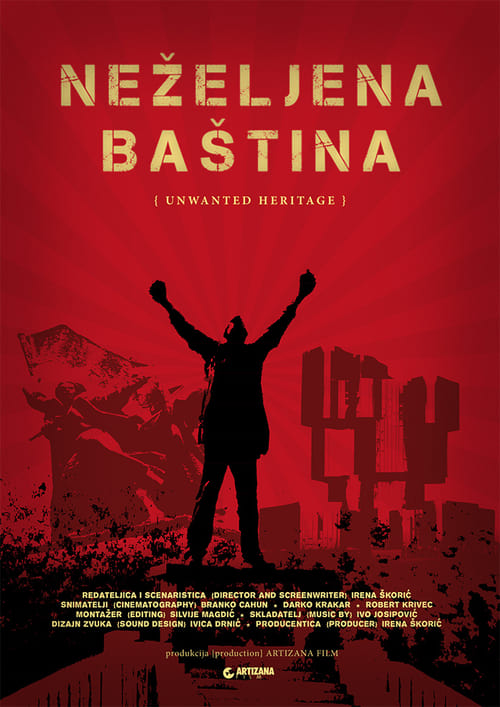 NEŽELJENA
BAŠTINA
{ UNWANTED HERITAGE }
REDATELJICA I SCENARISTICA {DIRECTOR AND SCREENWRITER} IRENA ŠKORIĆ
SNIMATELJI {CINEMATOGRAPHY} BRANKO CAHUN • DARKO KRAKAR • ROBERT KRIVEC
MONTAŽER {EDITING} SILVIJE MAGDIĆ • SKLADATELJ {MUSIC BY} IVO JOSIPOVIĆ
DIZAJN ZVUKA {SOUND DESIGN} IVICA DRNIĆ • PRODUCENTICA {PRODUCER} IRENA ŠKORIĆ
produkcija {production} ARTIZANA FILM
ARTIZANA
FILM